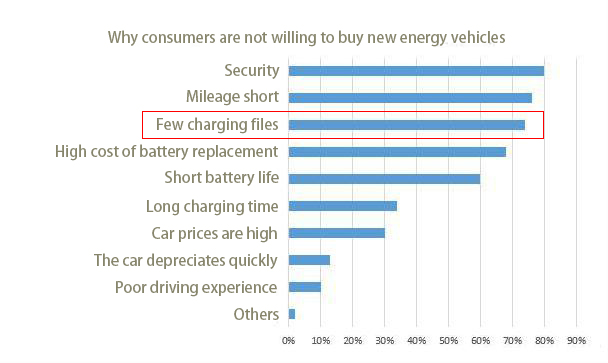 Why consumers are not willing to buy new energy vehicles
Security
Mileage short
Few charging files
High cost of battery replacement
Short battery life
Long charging time
Car prices are high
The car depreciates quickly
Poor driving experience
Others
0% 10% 20% 30% 40% 50% 60% 70% 80% 90%